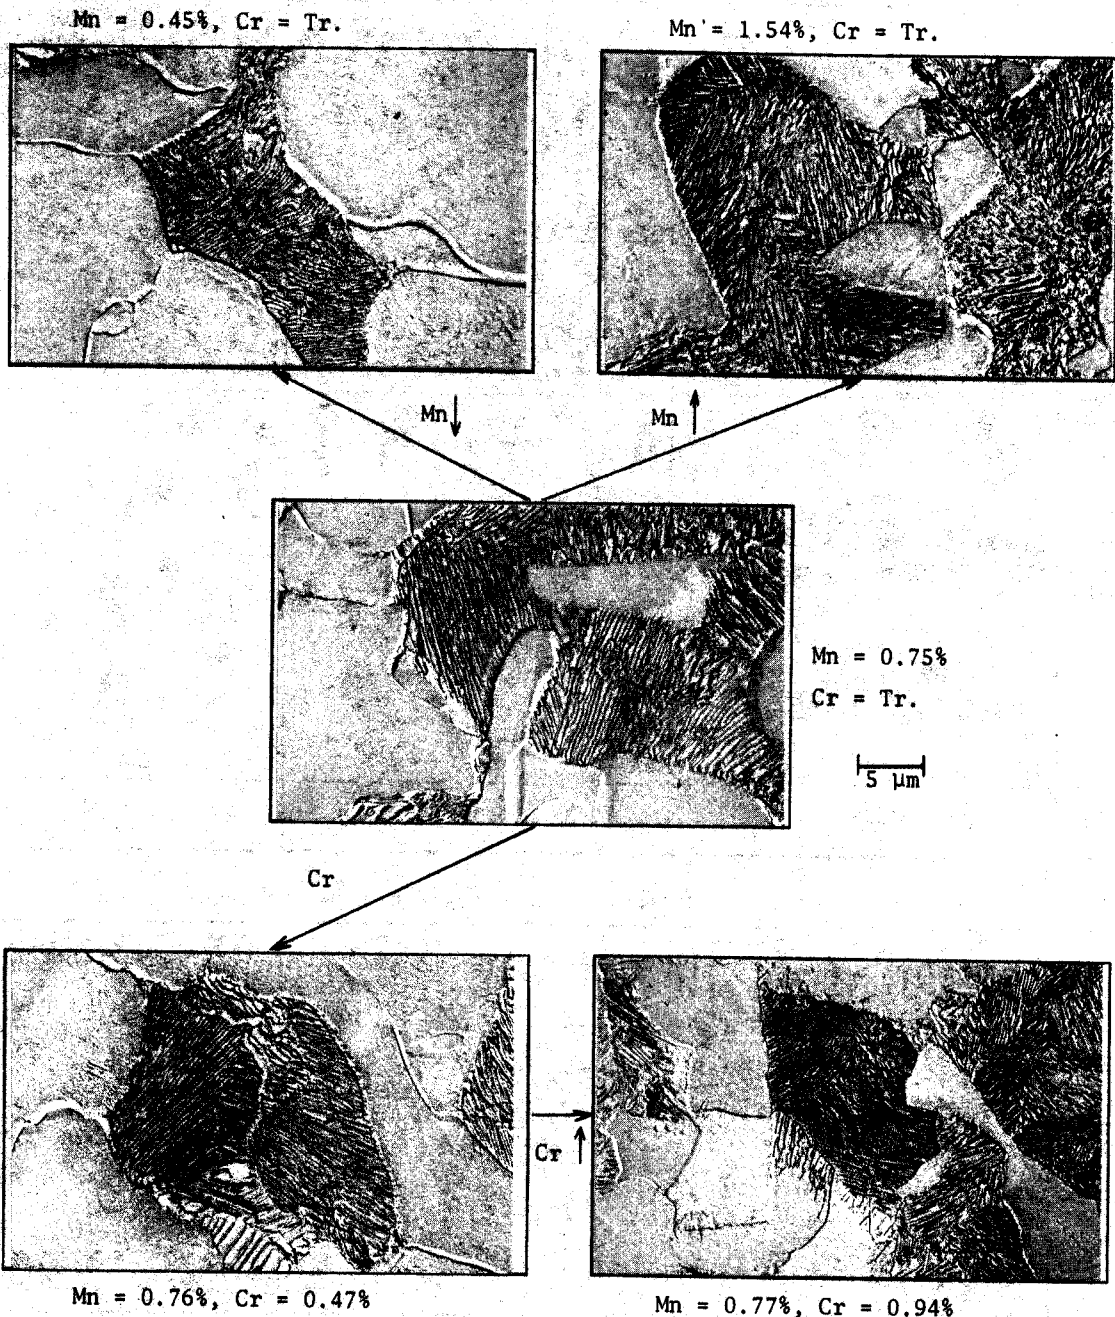 Mn = 0.45%, Cr = Tr.
Mn = 1.54%, Cr = Tr.
Mn ↓
Mn ↑
Mn = 0.75%
Cr = Tr.
5 μm
Cr
Cr ↑
Mn = 0.76%, Cr = 0.47%
Mn = 0.77%, Cr = 0.94%